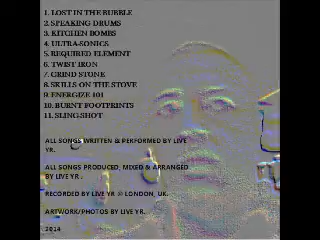 1. LOST IN THE BUBBLE
2. SPEAKING DRUMS
3. KITCHEN BOMBS
4. ULTRA-SONICS
5. REQUIRED ELEMENT
6. TWIST IRON
7. GRIND STONE
8. SKILLS ON THE STOVE
9. ENERGIZE 101
10. BURNT FOOTPRINTS
11. SLING-SHOT
ALL SONGS WRITTEN & PERFORMED BY LIVE
YR.
ALL SONGS PRODUCED, MIXED & ARRANGED
BY LIVE YR .
RECORDED BY LIVE YR @ LONDON, UK.
ARTWORK/PHOTOS BY LIVE YR.
2014